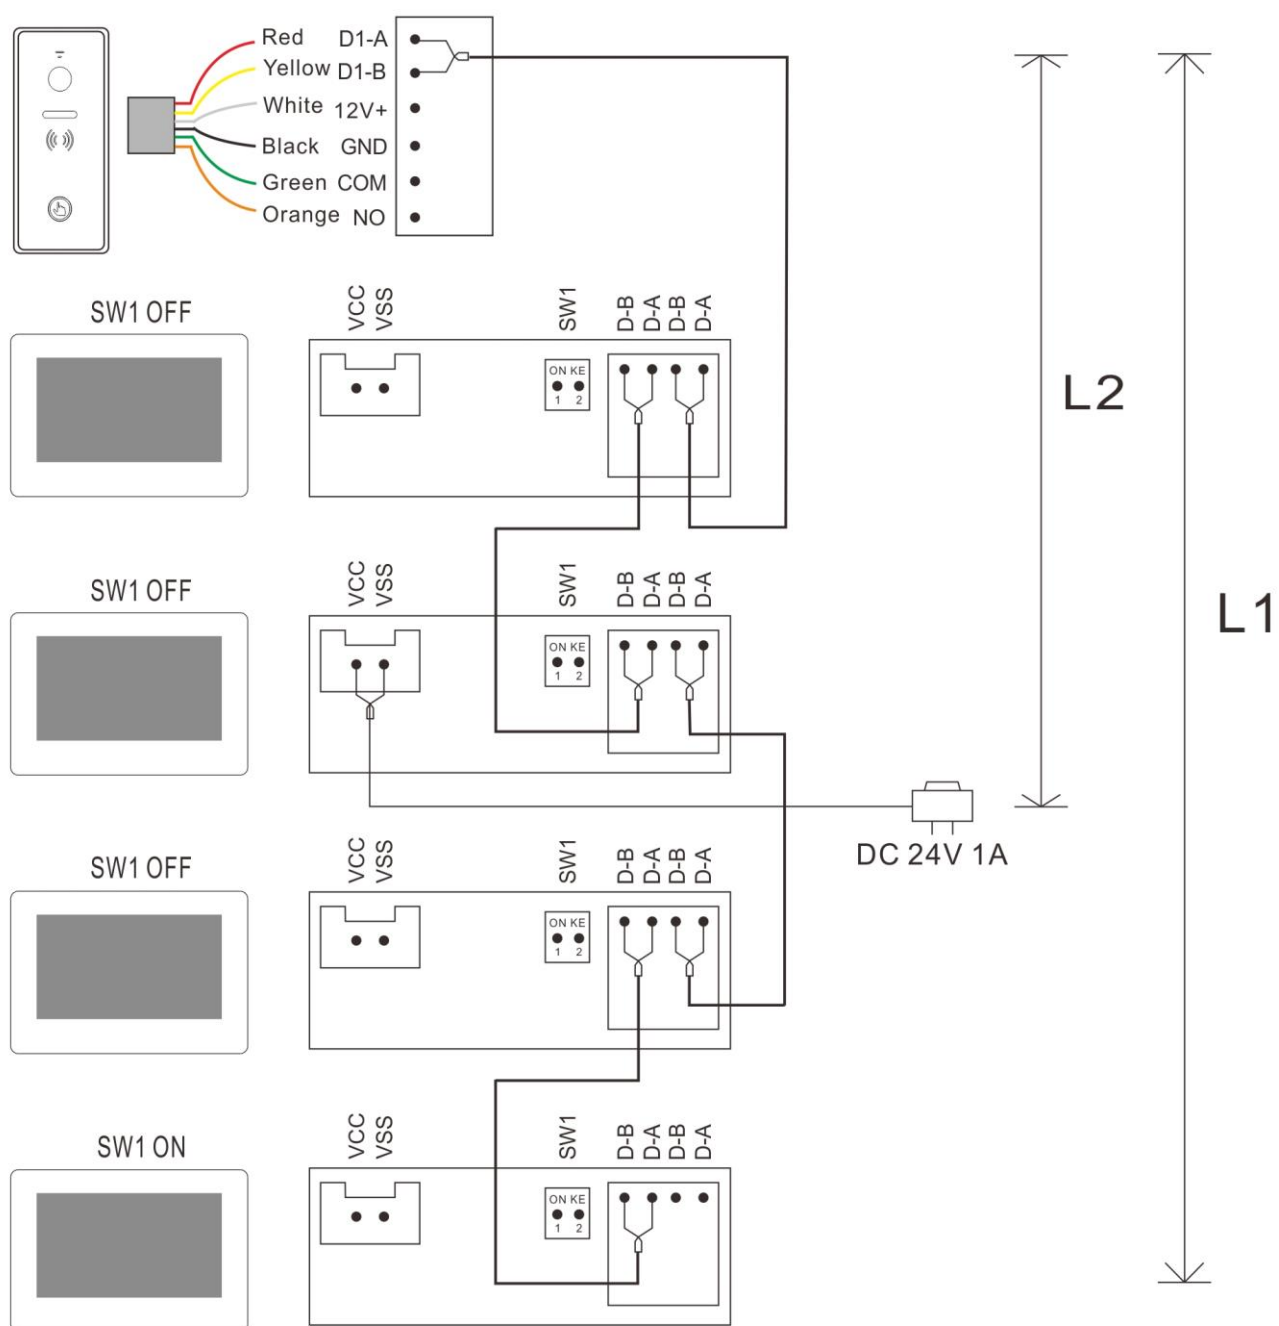 Red D1-A
Yellow D1-B
White 12V+
Black GND
Green COM
Orange NO
SW1 OFF
VCC
VSS
SW1
D-B
D-A
D-B
D-A
ON KE
1 2
L2
SW1 OFF
VCC
VSS
SW1
D-B
D-A
D-B
D-A
ON KE
1 2
L1
DC 24V 1A
SW1 OFF
VCC
VSS
SW1
D-B
D-A
D-B
D-A
ON KE
1 2
SW1 ON
VCC
VSS
SW1
D-B
D-A
D-B
D-A
ON KE
1 2